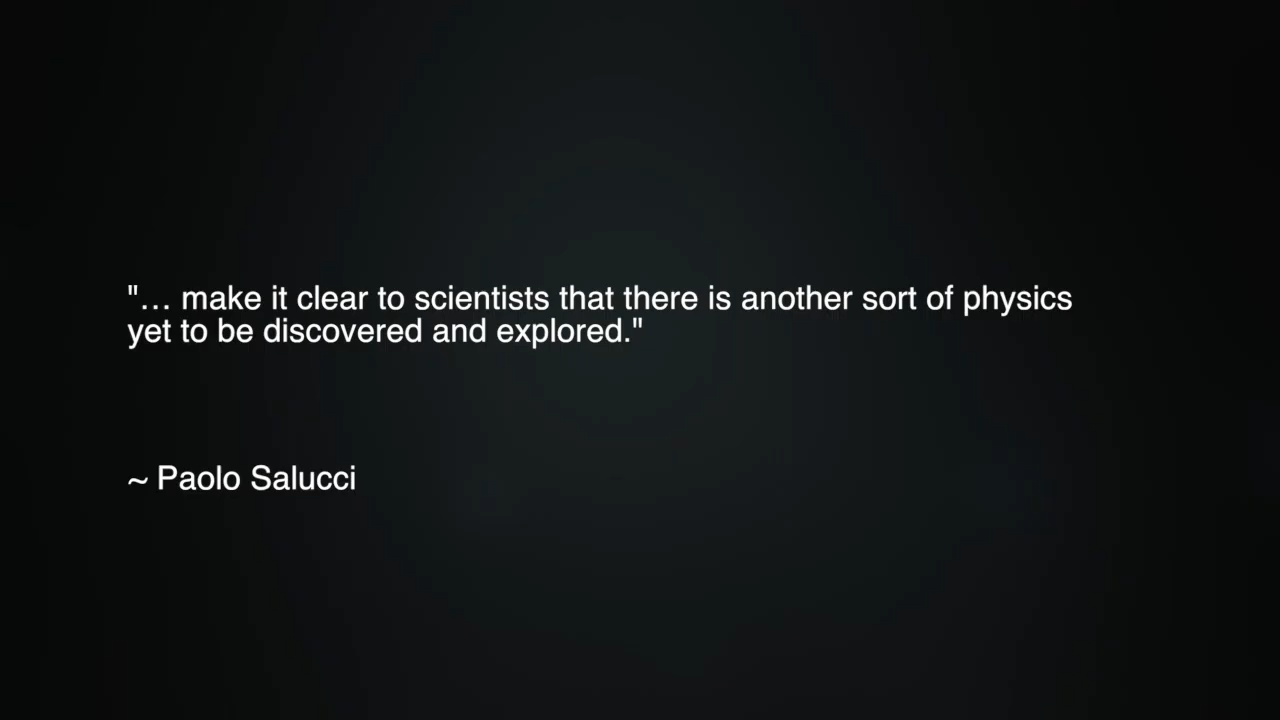 "… make it clear to scientists that there is another sort of physics
yet to be discovered and explored."
~ Paolo Salucci